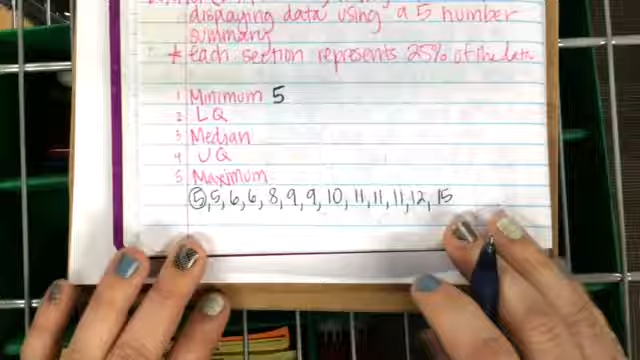 displaying data using a 5 number
summary
* each section represents 25% of the data
1 Minimum 5
2 LQ
3 Median
4 UQ
5 Maximum
5, 5, 6, 6, 8, 9, 9, 10, 11, 11, 11, 12, 15